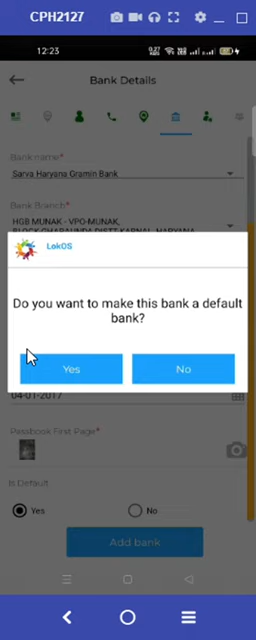 CPH2127
12:23
Bank Details
Bank name*
Sarva Haryana Gramin Bank
Bank Branch*
HGB MUNAK - VPO-MUNAK,
BLOCK-GHARAUNDA DISTT KARNAL, HARYANA
LokOS
Do you want to make this bank a default
bank?
Yes No
04-01-2017
Passbook First Page*
Is Default
Yes No
Add bank